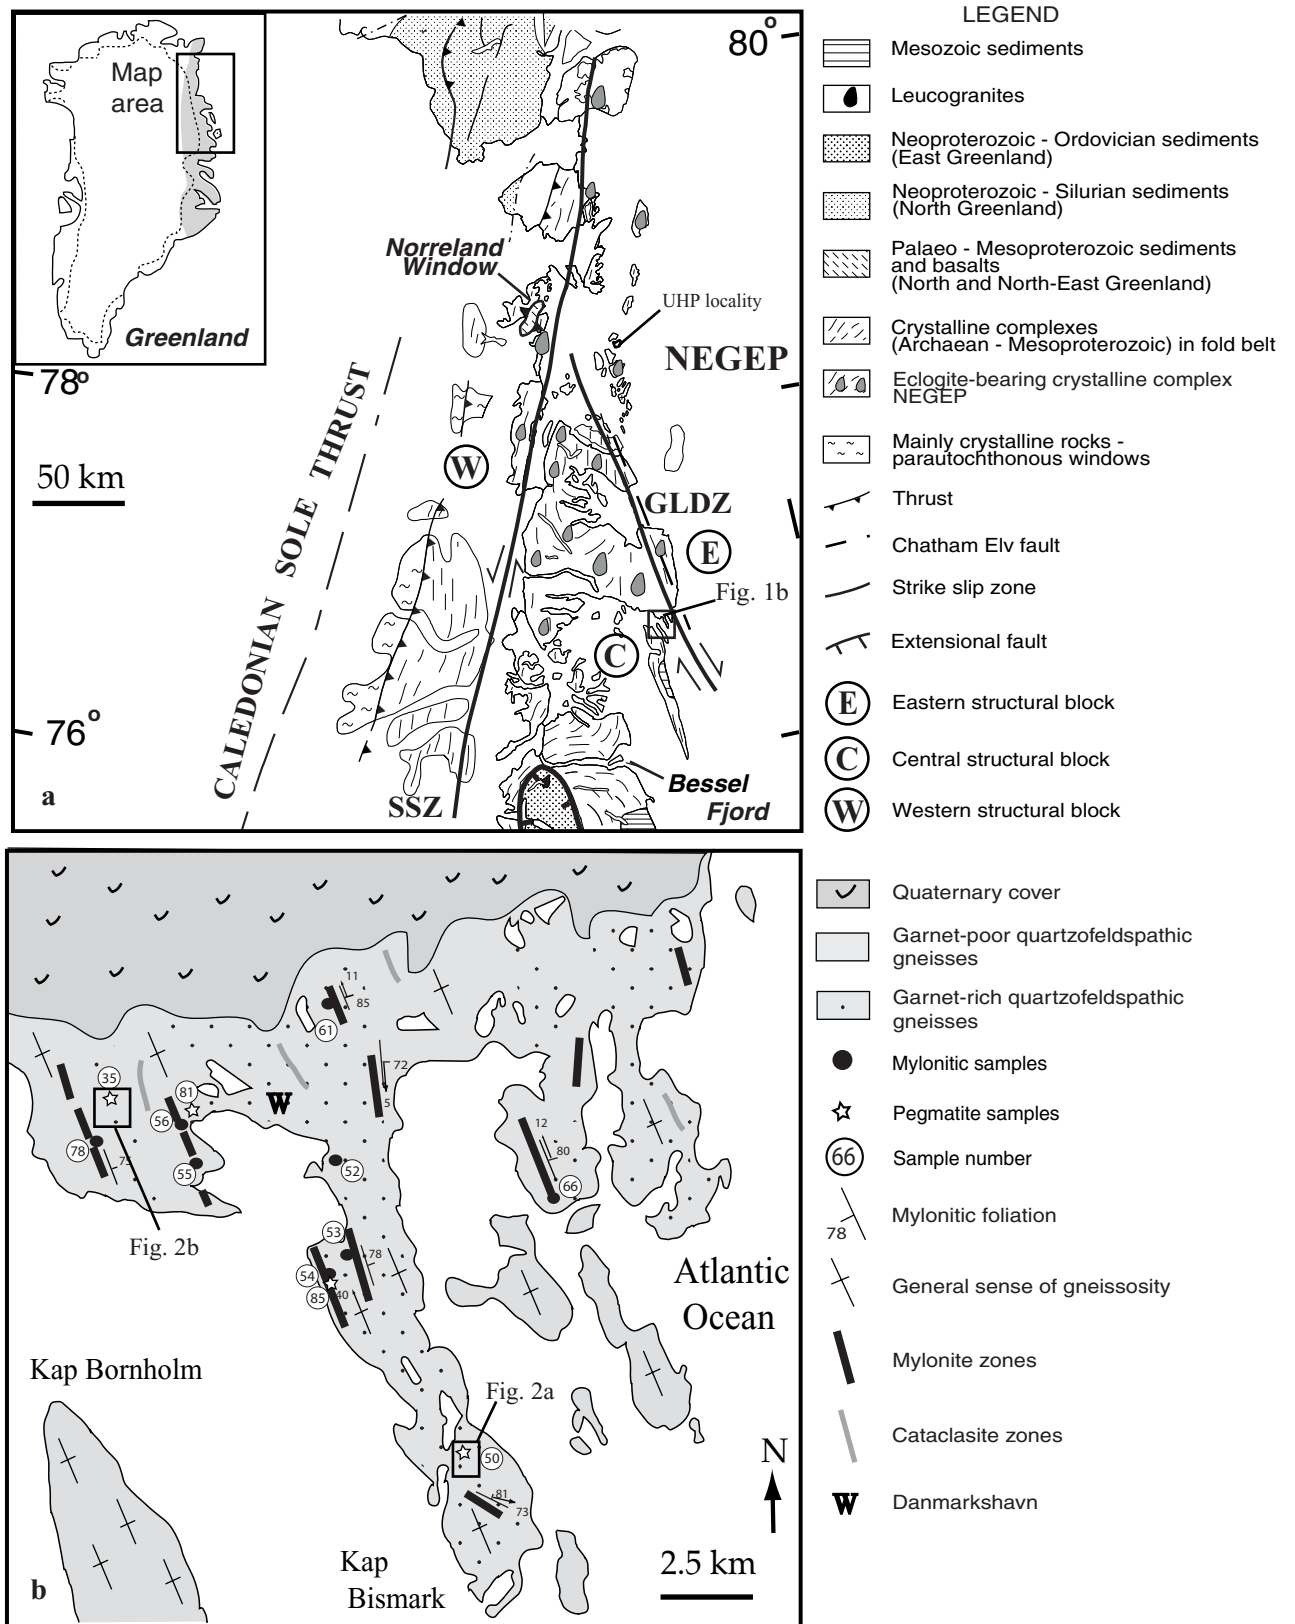 Map
area
Greenland
80°
Norreland
Window
UHP locality
NEGEP
78°
50 km
CALEDONIAN SOLE THRUST
W
GLDZ
E
Fig. 1b
C
76°
SSZ
Bessel
Fjord
a
LEGEND
Mesozoic sediments
Leucogranites
Neoproterozoic - Ordovician sediments
(East Greenland)
Neoproterozoic - Silurian sediments
(North Greenland)
Palaeo - Mesoproterozoic sediments
and basalts
(North and North-East Greenland)
Crystalline complexes
(Archaean - Mesoproterozoic) in fold belt
Eclogite-bearing crystalline complex
NEGEP
Mainly crystalline rocks -
parautochthonous windows
Thrust
Chatham Elv fault
Strike slip zone
Extensional fault
E Eastern structural block
C Central structural block
W Western structural block
11
85
61
72
5
35
81
56
78
75
55
W
52
12
80
66
Fig. 2b
53
78
54
85
40
Atlantic
Ocean
Kap Bornholm
Fig. 2a
50
81
73
N
Kap
Bismark
2.5 km
b
Quaternary cover
Garnet-poor quartzofeldspathic
gneisses
Garnet-rich quartzofeldspathic
gneisses
Mylonitic samples
Pegmatite samples
66 Sample number
78 Mylonitic foliation
General sense of gneissosity
Mylonite zones
Cataclasite zones
W Danmarkshavn